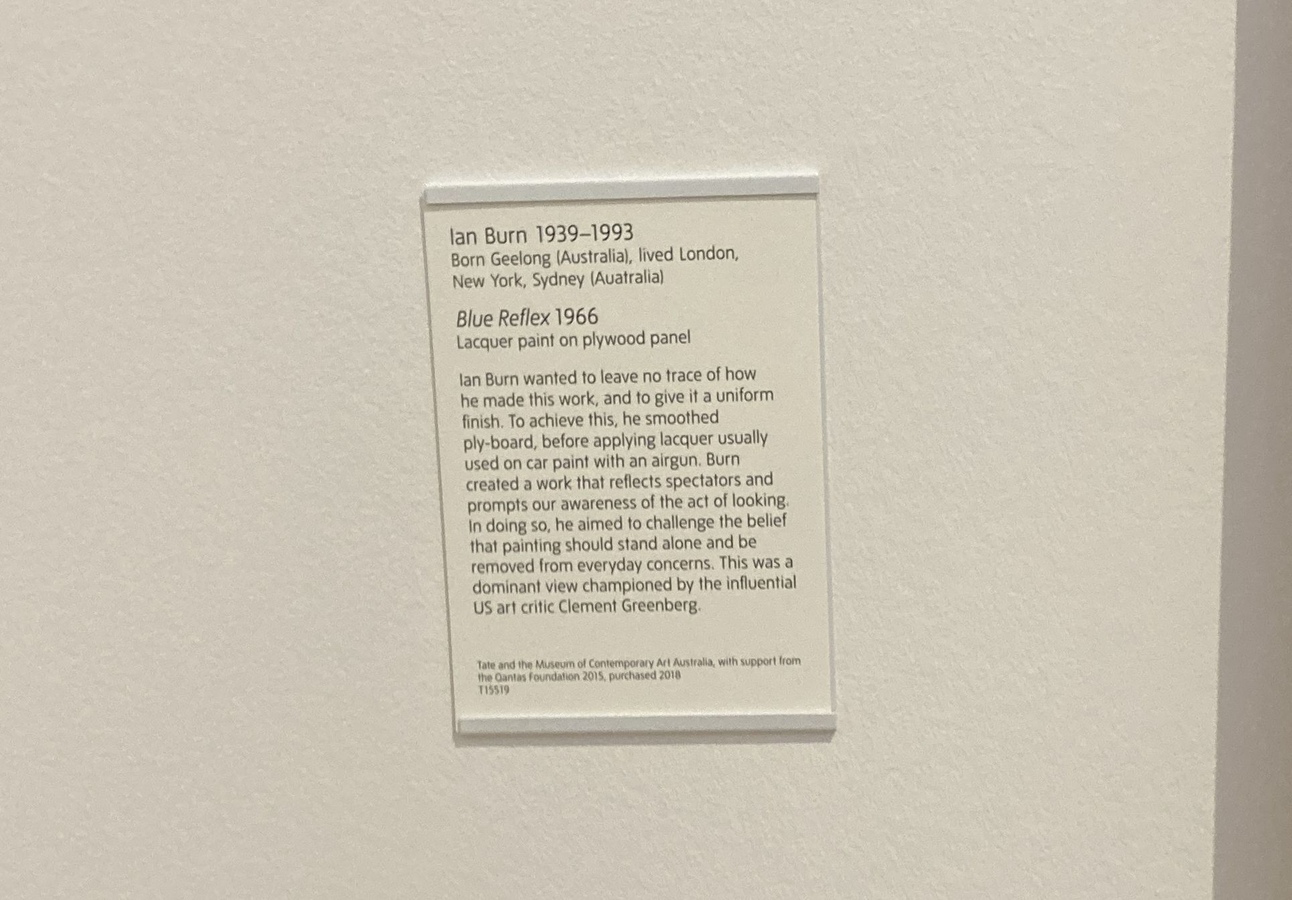 Ian Burn 1939–1993
Born Geelong (Australia), lived London,
New York, Sydney (Auatralia)
Blue Reflex 1966
Lacquer paint on plywood panel
Ian Burn wanted to leave no trace of how
he made this work, and to give it a uniform
finish. To achieve this, he smoothed
ply-board, before applying lacquer usually
used on car paint with an airgun. Burn
created a work that reflects spectators and
prompts our awareness of the act of looking.
In doing so, he aimed to challenge the belief
that painting should stand alone and be
removed from everyday concerns. This was a
dominant view championed by the influential
US art critic Clement Greenberg.
Tate and the Museum of Contemporary Art Australia, with support from
the Qantas Foundation 2015, purchased 2018
T15519